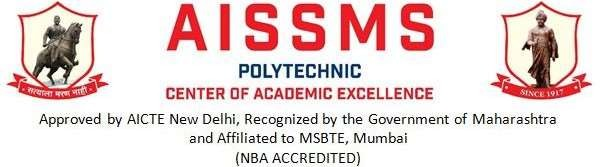 AISSMS
POLYTECHNIC
CENTER OF ACADEMIC EXCELLENCE
सत्याला मरण नाही
SINCE 1917
Approved by AICTE New Delhi, Recognized by the Government of Maharashtra
and Affiliated to MSBTE, Mumbai
(NBA ACCREDITED)